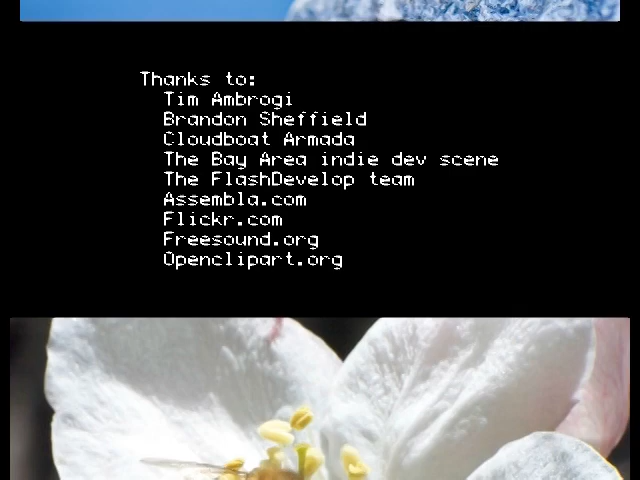 Thanks to:
Tim Ambrogi
Brandon Sheffield
Cloudboat Armada
The Bay Area indie dev scene
The FlashDevelop team
Assembla.com
Flickr.com
Freesound.org
Openclipart.org